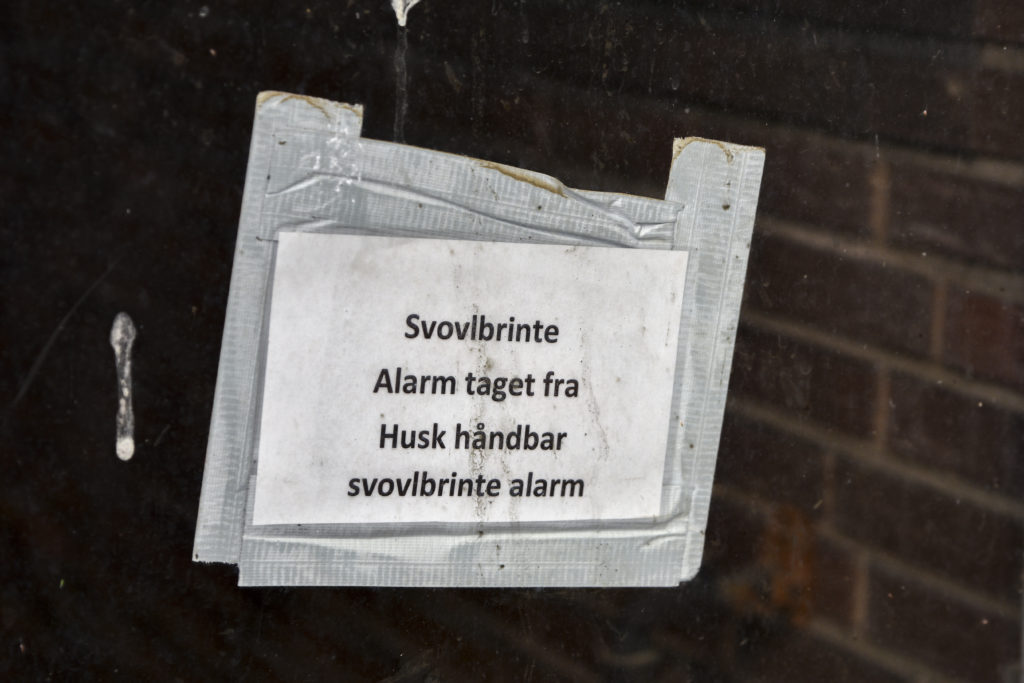 Svovlbrinte
Alarm taget fra
Husk håndbar
svovlbrinte alarm